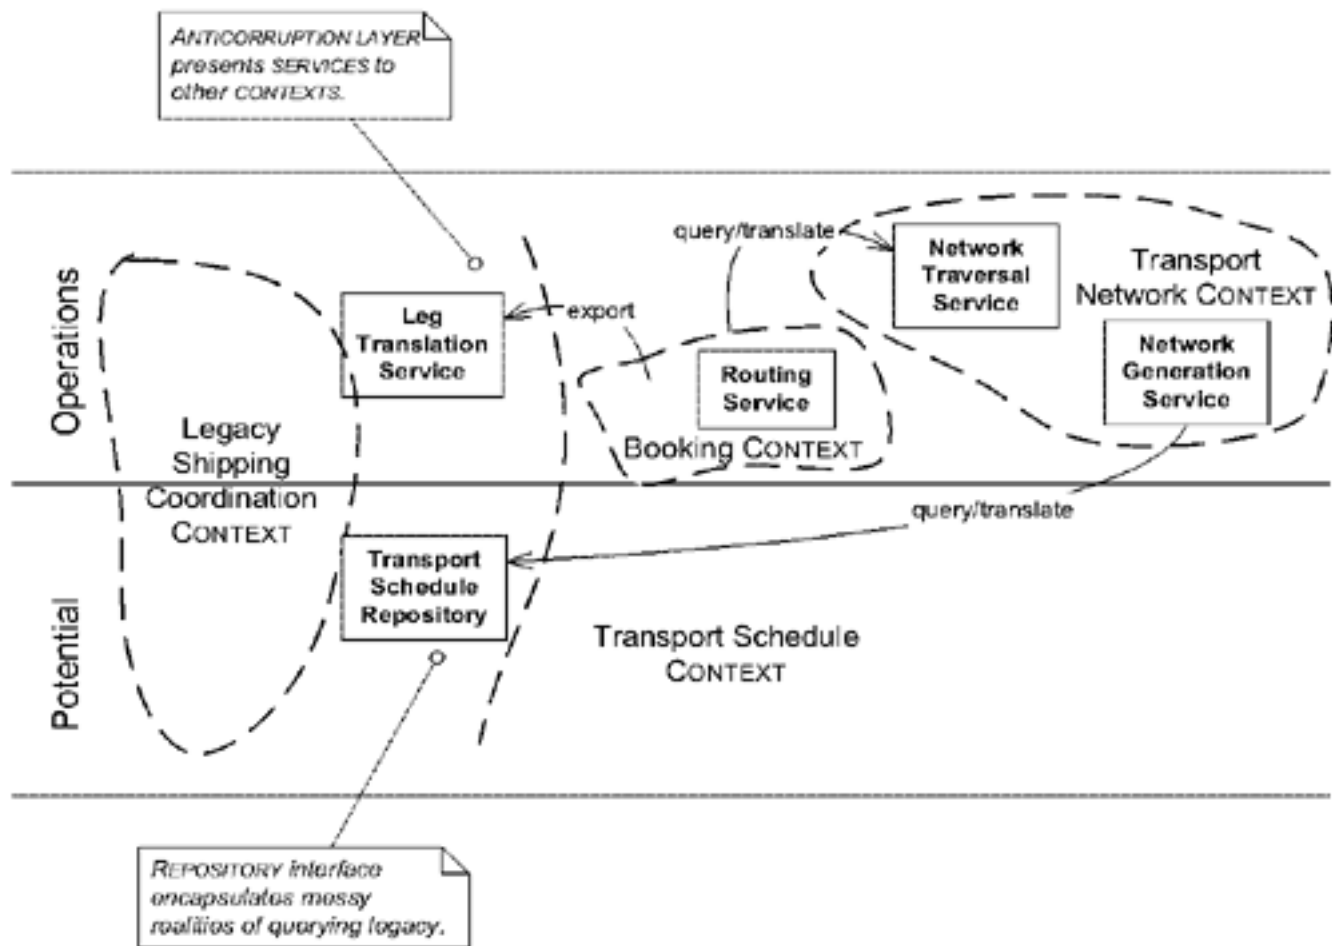 ANTICORRUPTION LAYER
presents SERVICES to
other CONTEXTS.
Operations
query/translate
Network
Traversal
Service
Transport
Network CONTEXT
Leg
Translation
Service
export
Network
Generation
Service
Routing
Service
Legacy
Shipping
Coordination
CONTEXT
Booking CONTEXT
query/translate
Potential
Transport
Schedule
Repository
Transport Schedule
CONTEXT
REPOSITORY interface
encapsulates messy
realities of querying legacy.